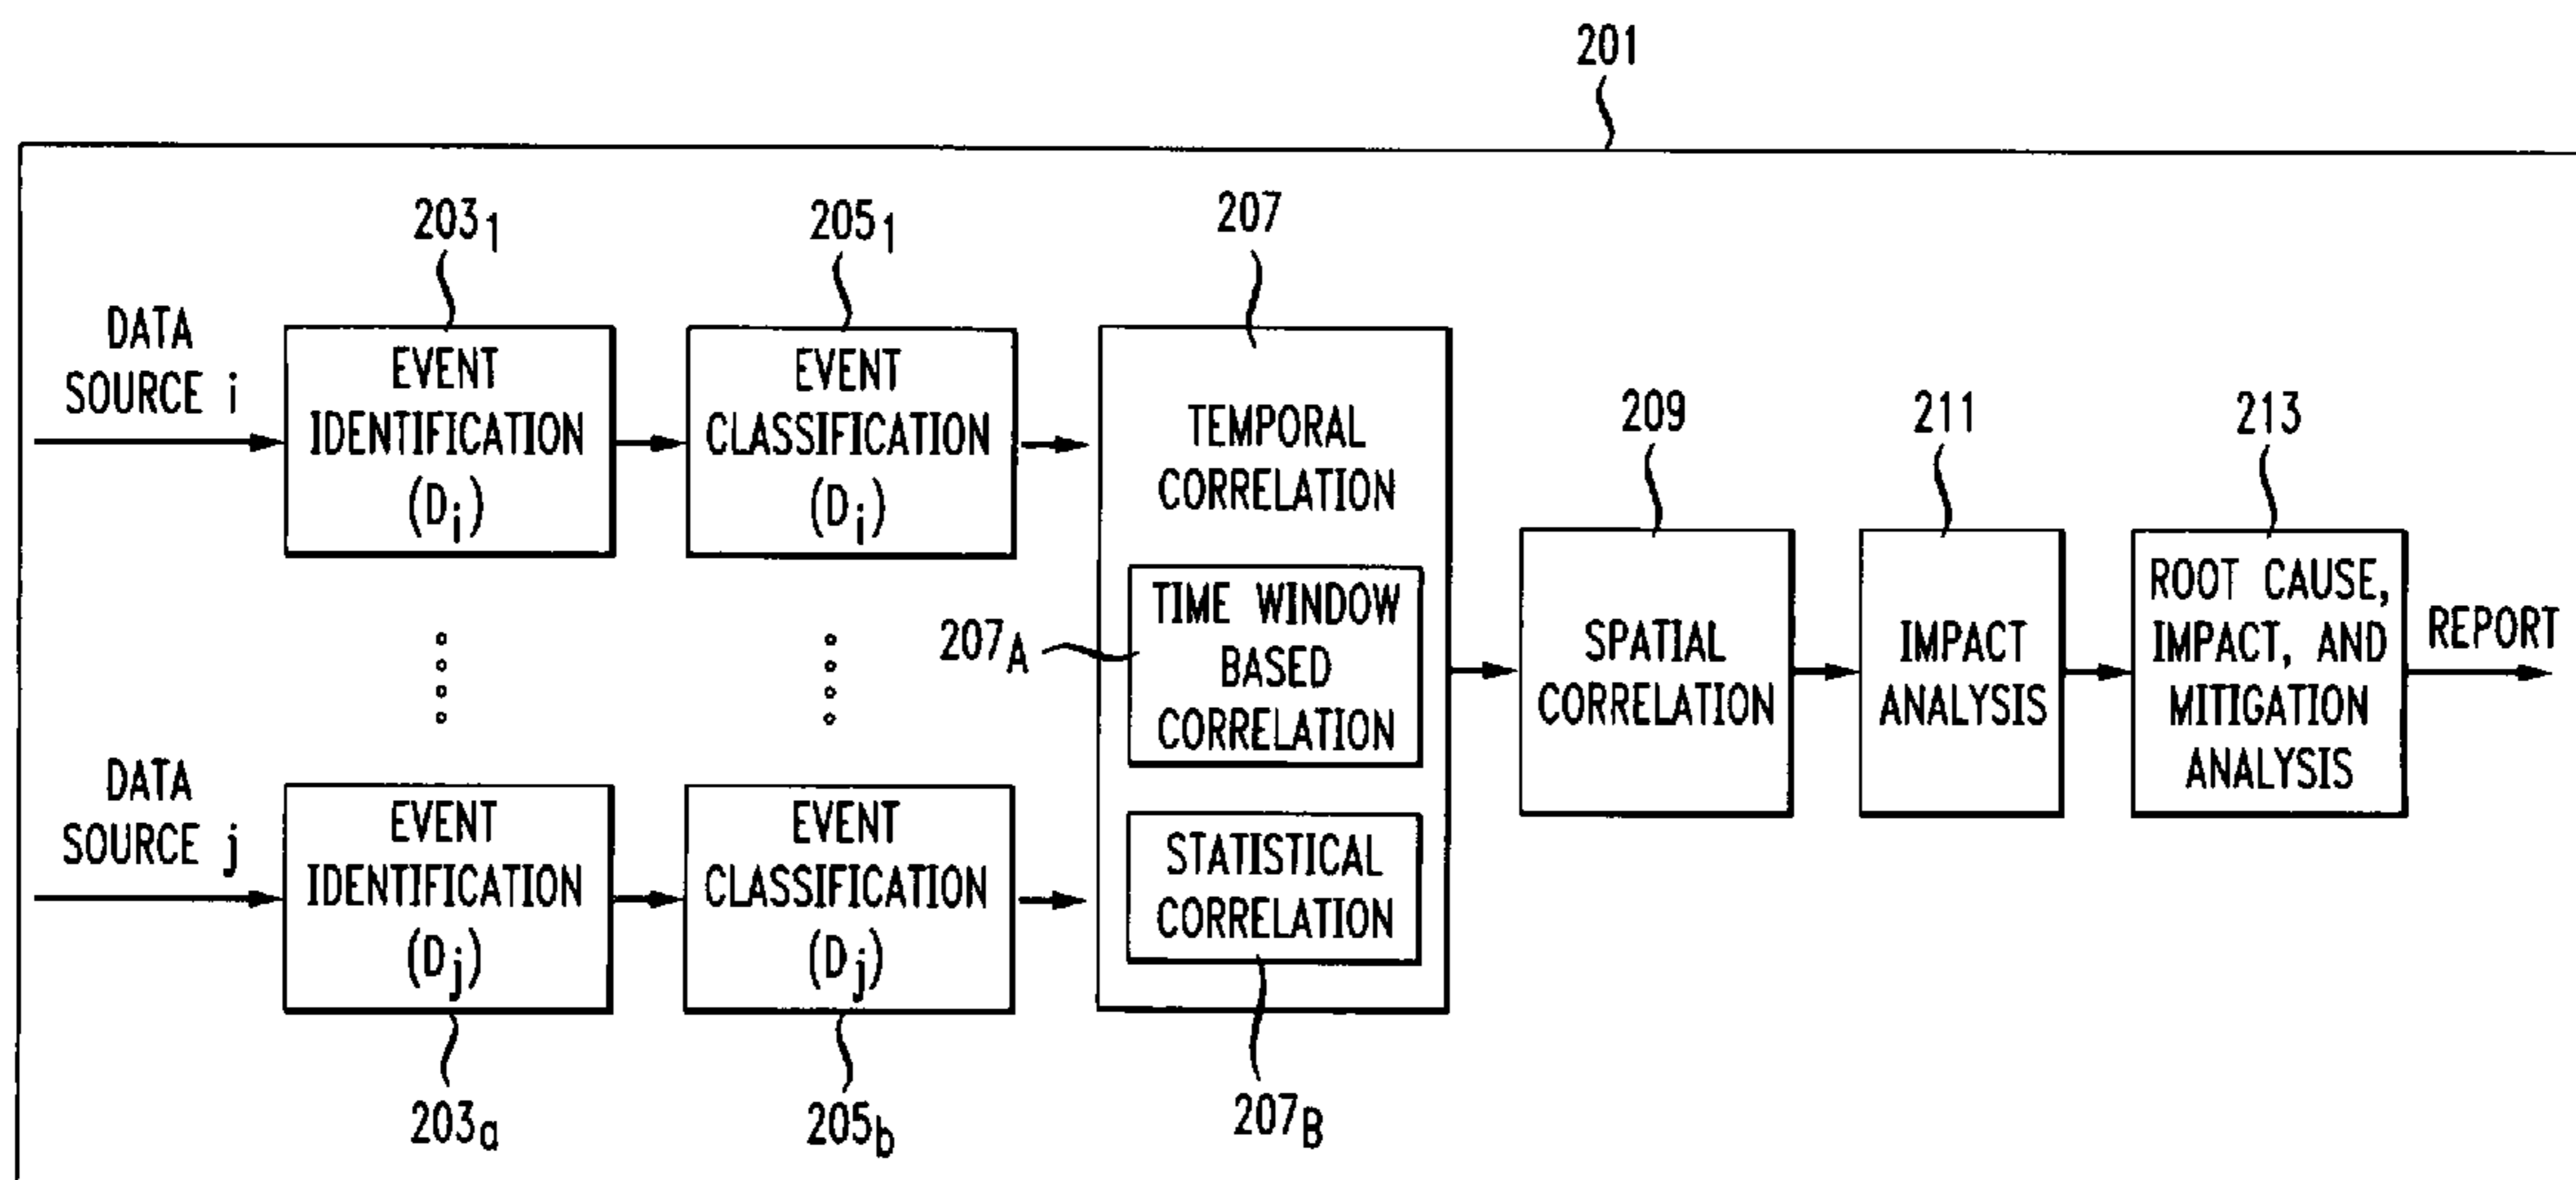 201
203₁
205₁
207
DATA
SOURCE i
EVENT
IDENTIFICATION
(Dᵢ)
EVENT
CLASSIFICATION
(Dᵢ)
TEMPORAL
CORRELATION
207A
TIME WINDOW
BASED
CORRELATION
STATISTICAL
CORRELATION
207B
209
SPATIAL
CORRELATION
211
IMPACT
ANALYSIS
213
ROOT CAUSE,
IMPACT, AND
MITIGATION
ANALYSIS
REPORT
DATA
SOURCE j
EVENT
IDENTIFICATION
(Dⱼ)
EVENT
CLASSIFICATION
(Dⱼ)
203a
205b